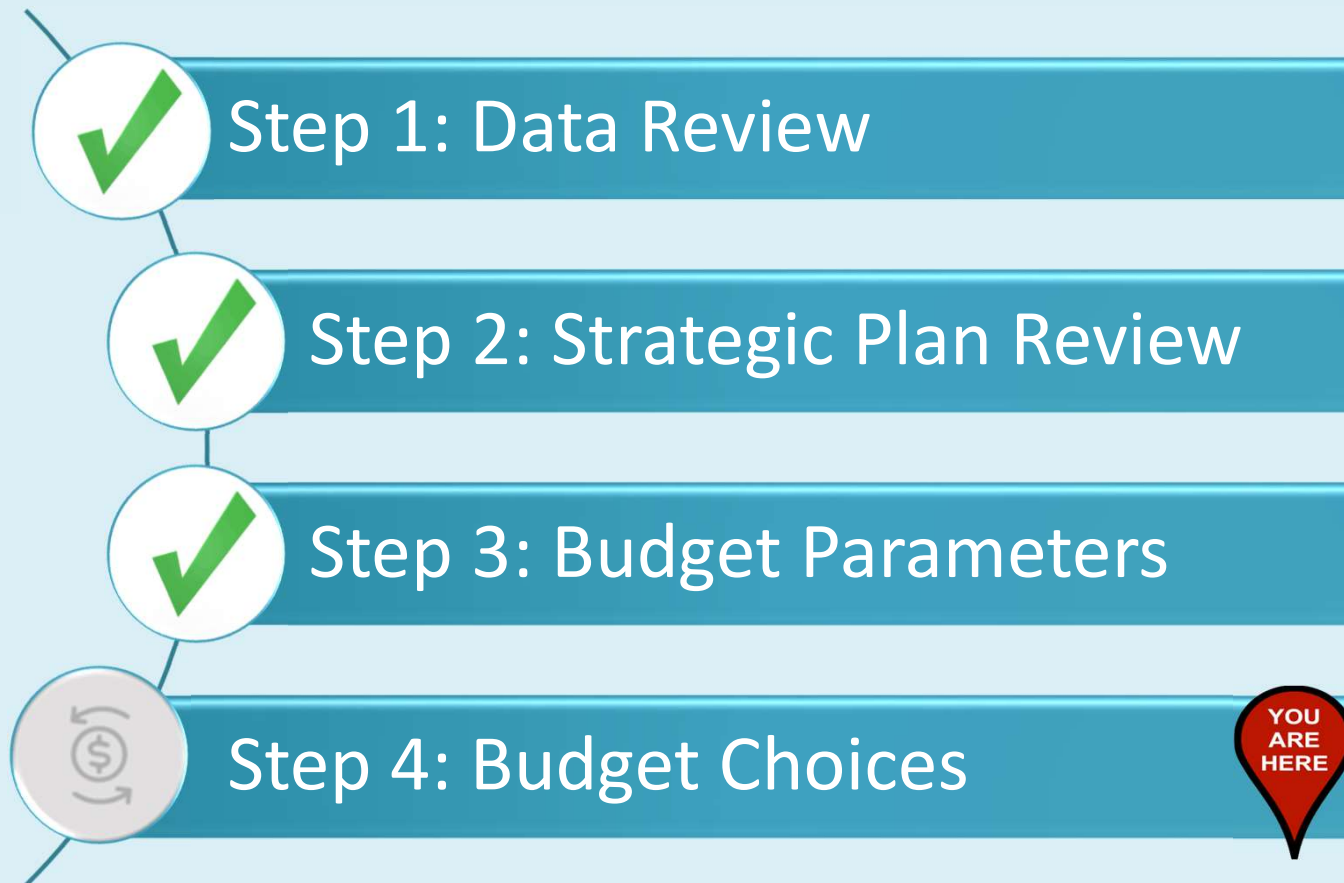 Step 1: Data Review
Step 2: Strategic Plan Review
Step 3: Budget Parameters
$
Step 4: Budget Choices
YOU
ARE
HERE